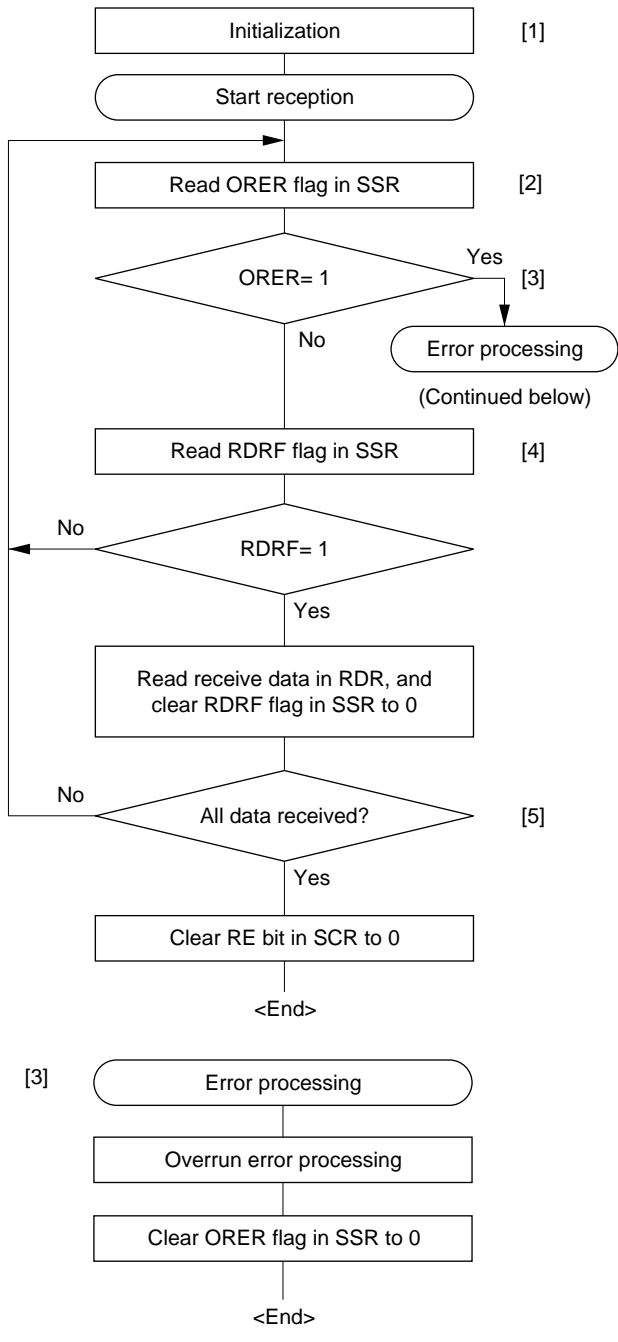 Initialization [1]
Start reception
Read ORER flag in SSR [2]
Yes
ORER= 1 [3]
No
Error processing
(Continued below)
Read RDRF flag in SSR [4]
No
RDRF= 1
Yes
Read receive data in RDR, and
clear RDRF flag in SSR to 0
No
All data received? [5]
Yes
Clear RE bit in SCR to 0
<End>
[3] Error processing
Overrun error processing
Clear ORER flag in SSR to 0
<End>